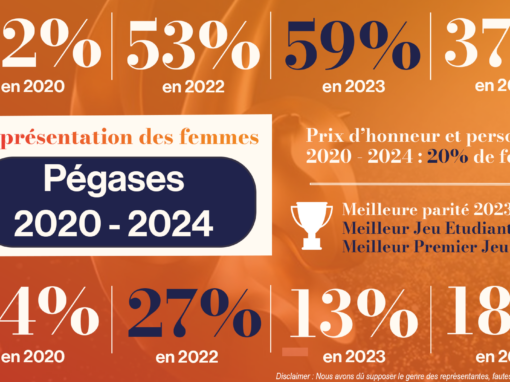 2% 53% 59% 37
en 2020 en 2022 en 2023 en 20
présentation des femmes
Pégases
2020 - 2024
Prix d'honneur et perso
2020 - 2024 : 20% de fe
Meilleure parité 2023
Meilleur Jeu Etudiant
Meilleur Premier Jeu
4% 27% 13% 18
en 2020 en 2022 en 2023 en 20
Disclaimer : Nous avons dû supposer le genre des représentantes, fautes